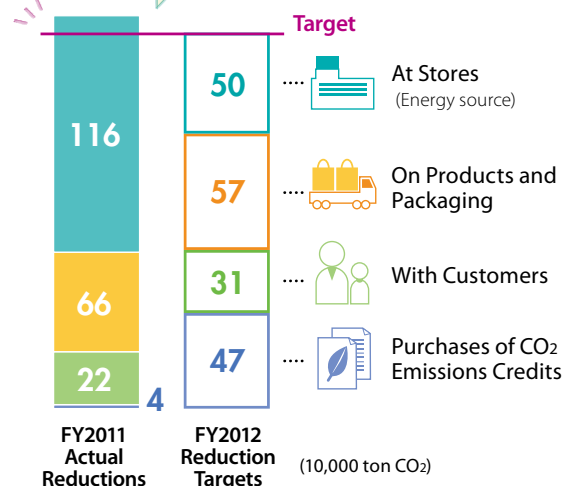 Target
116
66
22
4
50
57
31
47
At Stores
(Energy source)
On Products and
Packaging
With Customers
Purchases of CO2
Emissions Credits
FY2011
Actual
Reductions
FY2012
Reduction
Targets
(10,000 ton CO2)